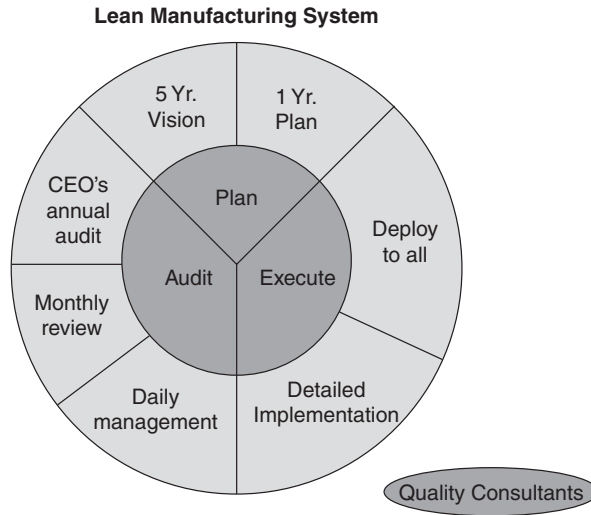 Lean Manufacturing System
5 Yr.
Vision
1 Yr.
Plan
CEO's
annual
audit
Plan
Deploy
to all
Audit
Execute
Monthly
review
Daily
management
Detailed
Implementation
Quality Consultants